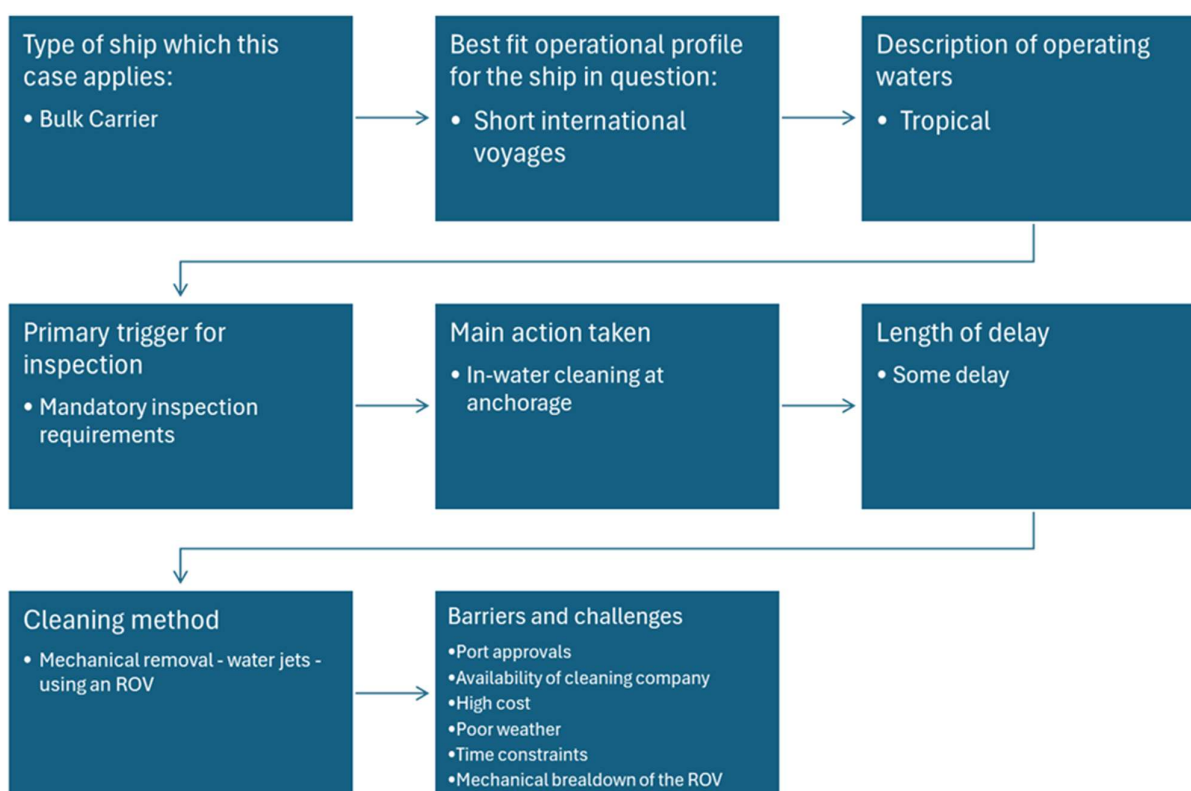 Type of ship which this
case applies:
• Bulk Carrier
Best fit operational profile
for the ship in question:
• Short international
voyages
Description of operating
waters
• Tropical
Primary trigger for
inspection
• Mandatory inspection
requirements
Main action taken
• In-water cleaning at
anchorage
Length of delay
• Some delay
Cleaning method
• Mechanical removal - water jets -
using an ROV
Barriers and challenges
•Port approvals
•Availability of cleaning company
•High cost
•Poor weather
•Time constraints
•Mechanical brealdown of the ROV